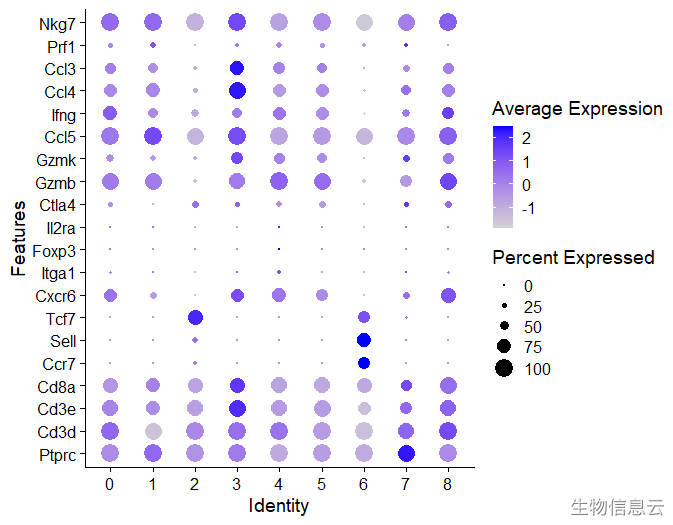 Nkg7
Prf1
Ccl3
Ccl4
Ifng
Ccl5
Gzmk
Gzmb
Ctla4
Il2ra
Foxp3
Itga1
Cxcr6
Tcf7
Sell
Ccr7
Cd8a
Cd3e
Cd3d
Ptprc
Features
0 1 2 3 4 5 6 7 8
Identity
Average Expression
2
1
0
-1
Percent Expressed
0
25
50
75
100
生物信息云